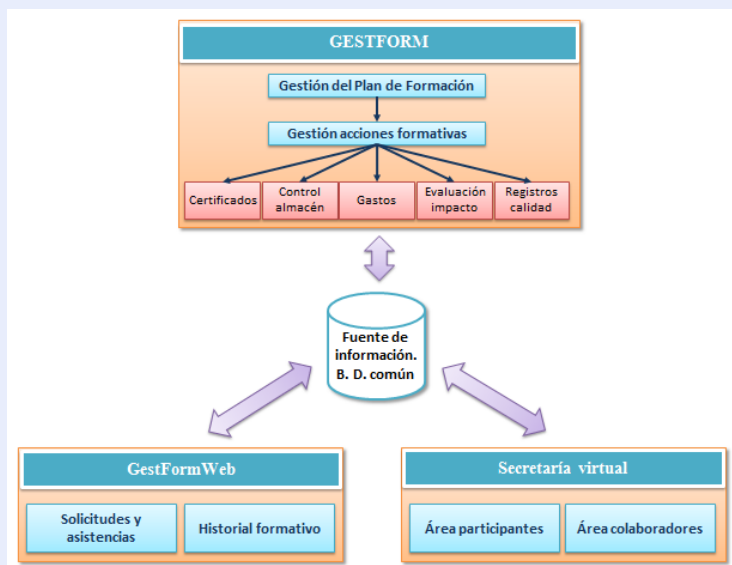 GESTFORM
Gestión del Plan de Formación
Gestión acciones formativas
Certificados
Control
almacén
Gastos
Evaluación
impacto
Registros
calidad
Fuente de
información.
B. D. común
GestFormWeb
Solicitudes y
asistencias
Historial formativo
Secretaría virtual
Área participantes
Área colaboradores